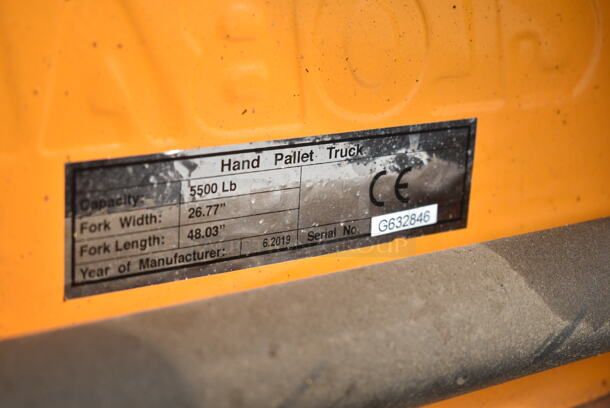 Hand Pallet Truck
Capacity: 5500 Lb
Fork Width: 26.77"
Fork Length: 48.03"
Year of Manufacturer: 6.2019
CE
Serial No. G632846
GROUP